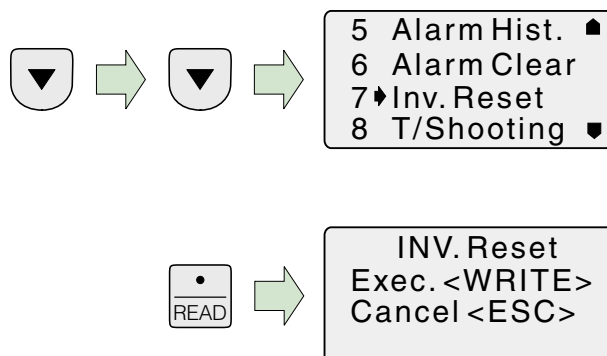 5 Alarm Hist.
6 Alarm Clear
7 Inv. Reset
8 T/Shooting
READ
INV. Reset
Exec. <WRITE>
Cancel <ESC>